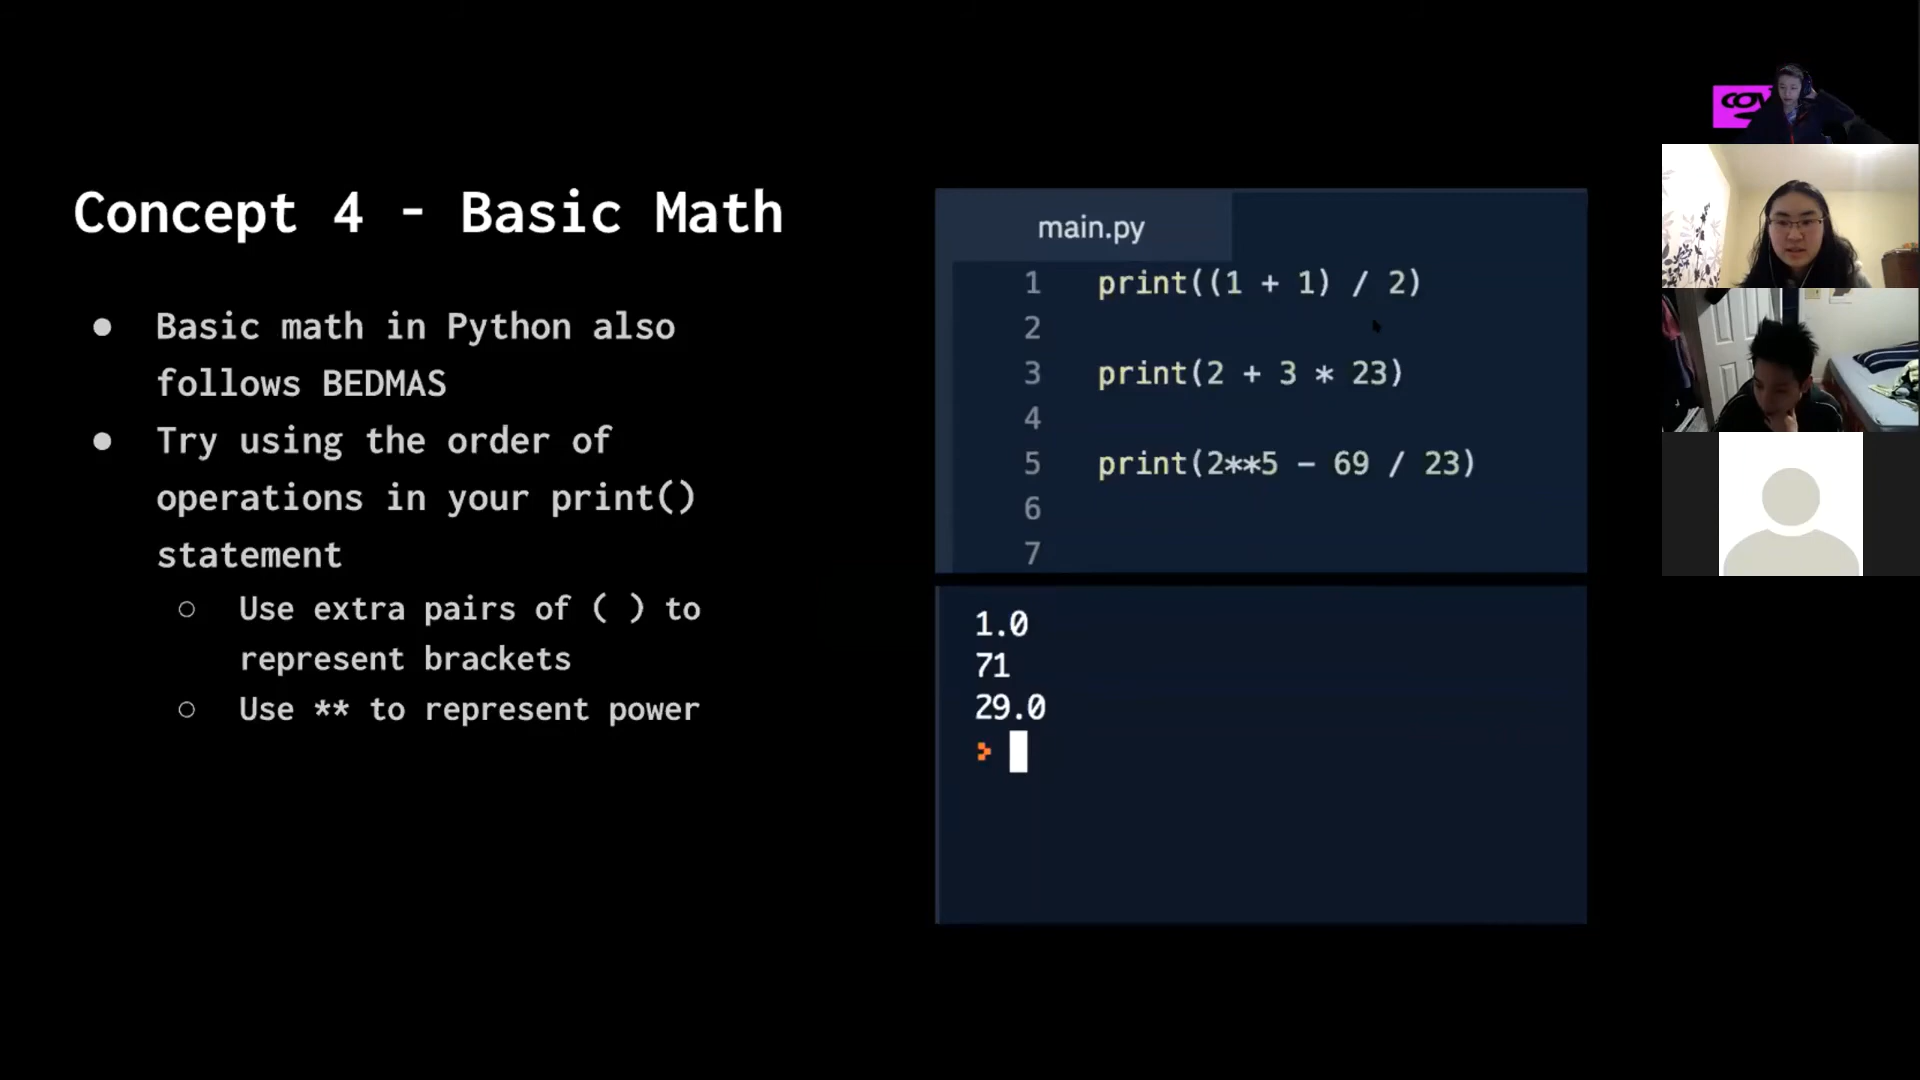 Concept 4 - Basic Math
● Basic math in Python also
follows BEDMAS
● Try using the order of
operations in your print()
statement
○ Use extra pairs of ( ) to
represent brackets
○ Use ** to represent power
main.py
1 print((1 + 1) / 2)
2
3 print(2 + 3 * 23)
4
5 print(2**5 – 69 / 23)
6
7
1.0
71
29.0